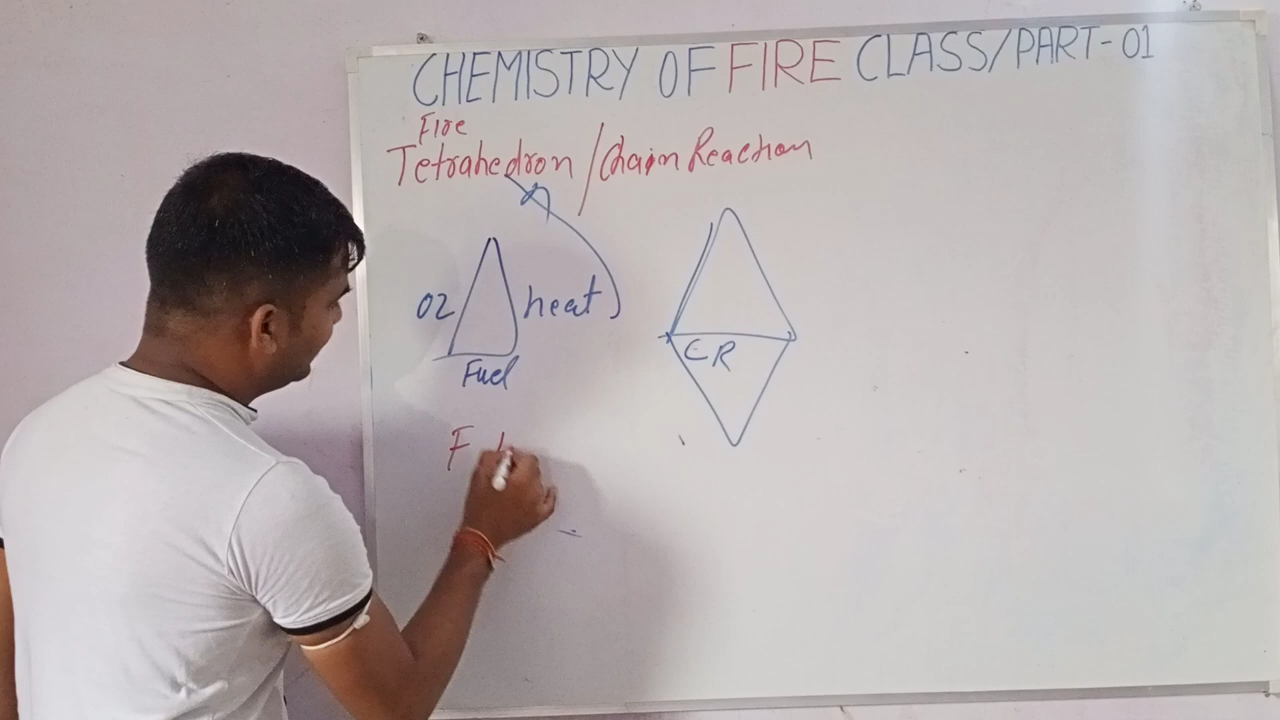 CHEMISTRY OF FIRE CLASS/PART-01
Fire
Tetrahedron/Chain Reaction
O2 heat
Fuel
CR
F